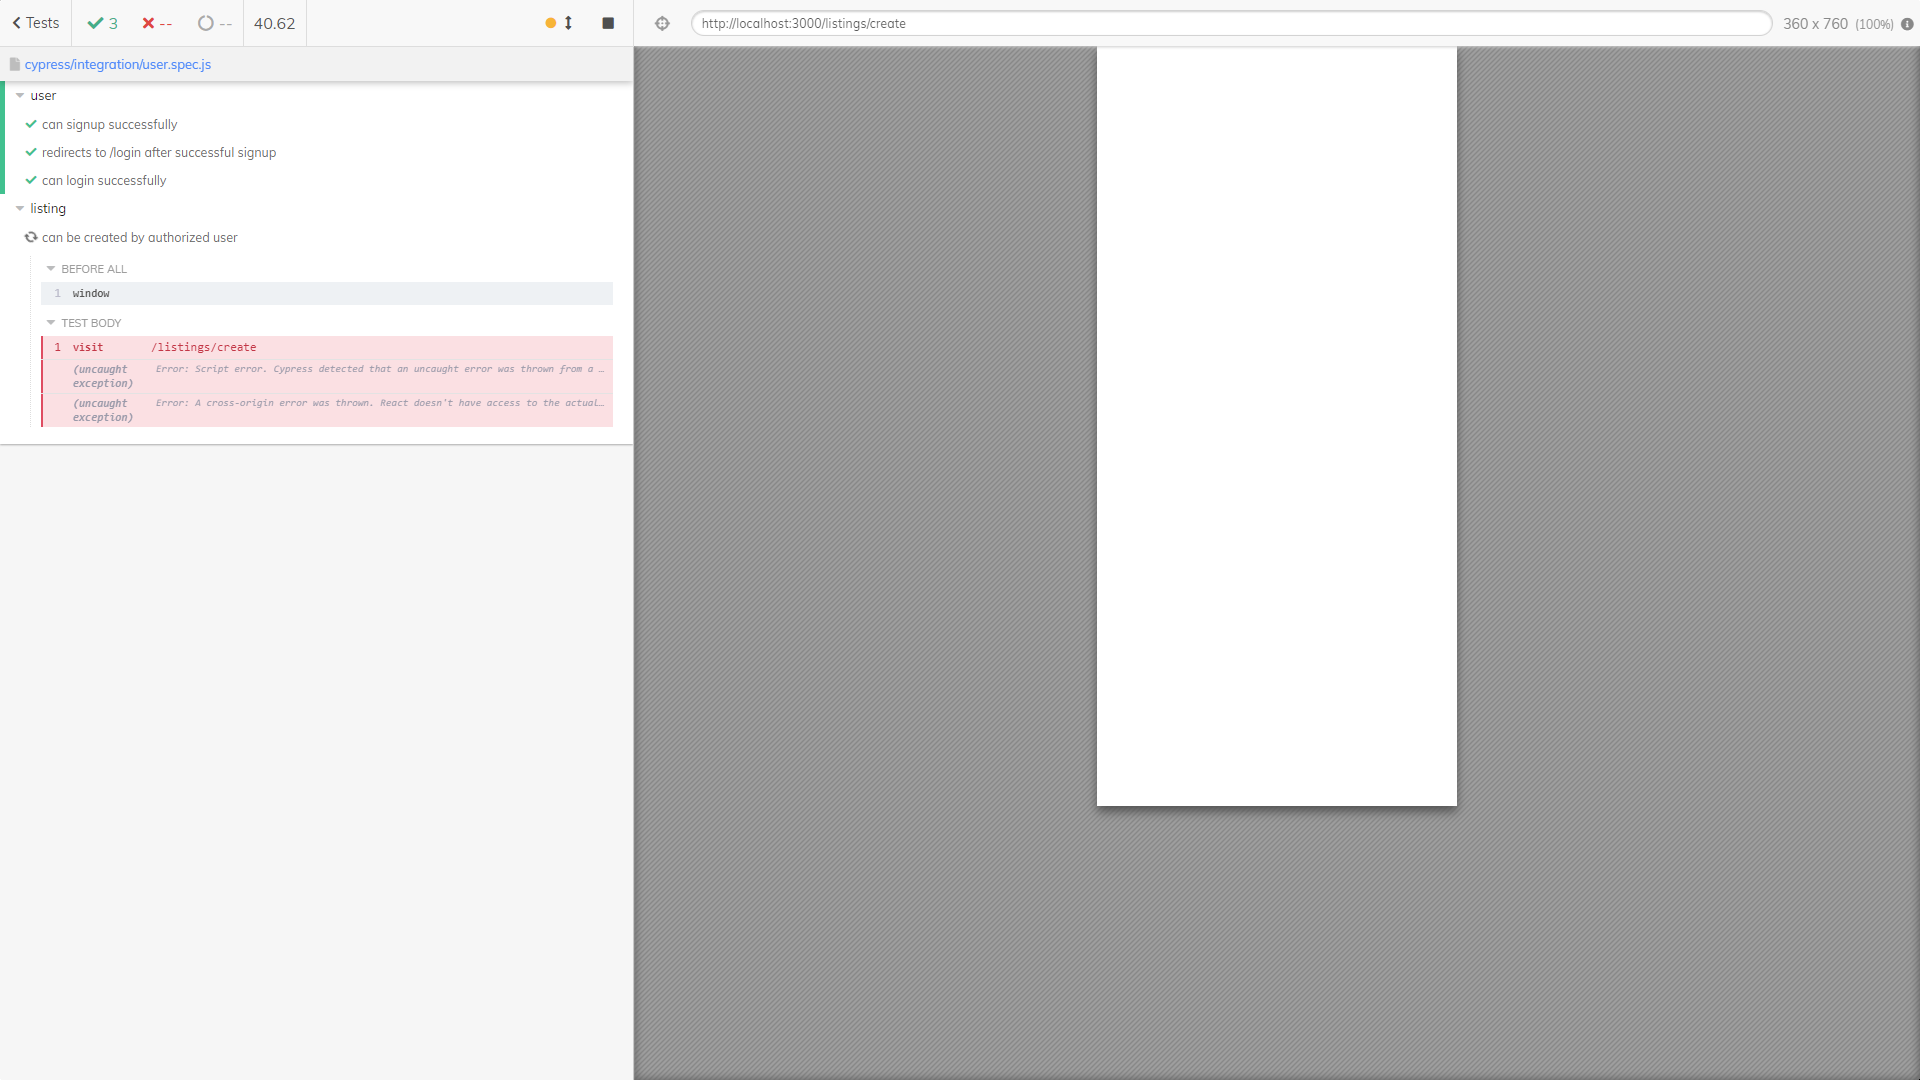 Tests 3 -- -- 40.62
http://localhost:3000/listings/create 360 x 760 (100%)
cypress/integration/user.spec.js
user
can signup successfully
redirects to /login after successful signup
can login successfully
listing
can be created by authorized user
BEFORE ALL
1 window
TEST BODY
1 visit /listings/create
(uncaught exception) Error: Script error. Cypress detected that an uncaught error was thrown from a …
(uncaught exception) Error: A cross-origin error was thrown. React doesn't have access to the actual…